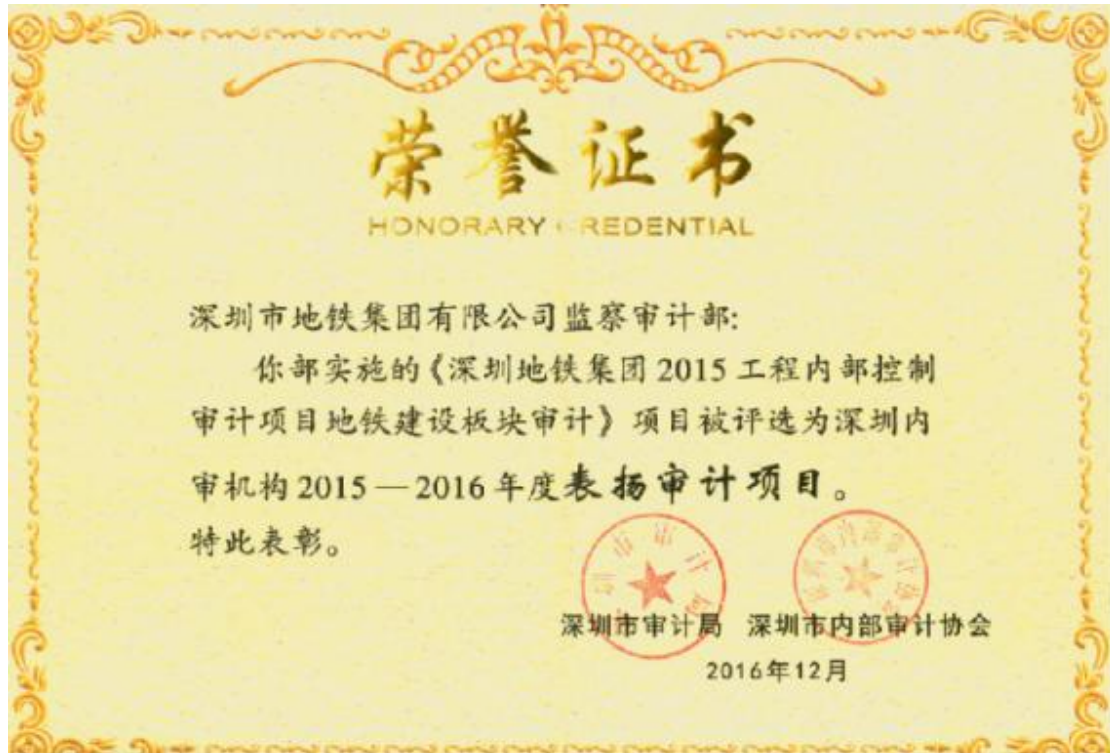 荣誉证书
HONORARY CREDENTIAL
深圳市地铁集团有限公司监察审计部:
你部实施的《深圳地铁集团2015工程内部控制
审计项目地铁建设板块审计》项目被评选为深圳内
审机构2015—2016年度表扬审计项目。
特此表彰。
深圳市审计局 深圳市内部审计协会
2016年12月